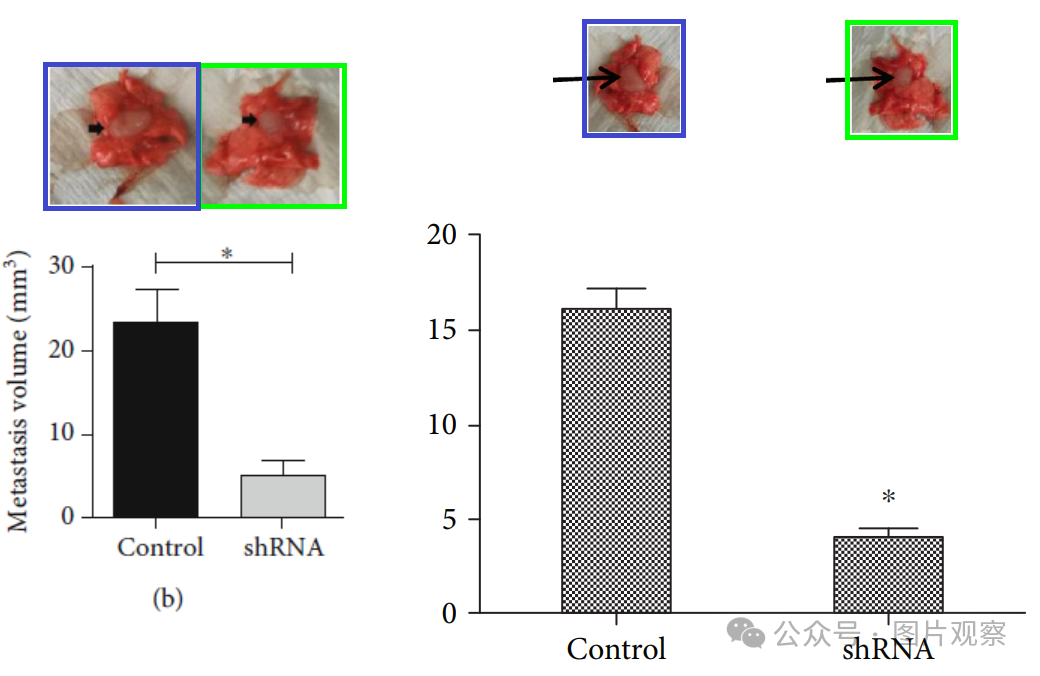 *
Metastasis volume (mm³)
30
20
10
0
Control shRNA
(b)
20
15
10
5
0
*
Control shRNA
公众号 · 图片观察